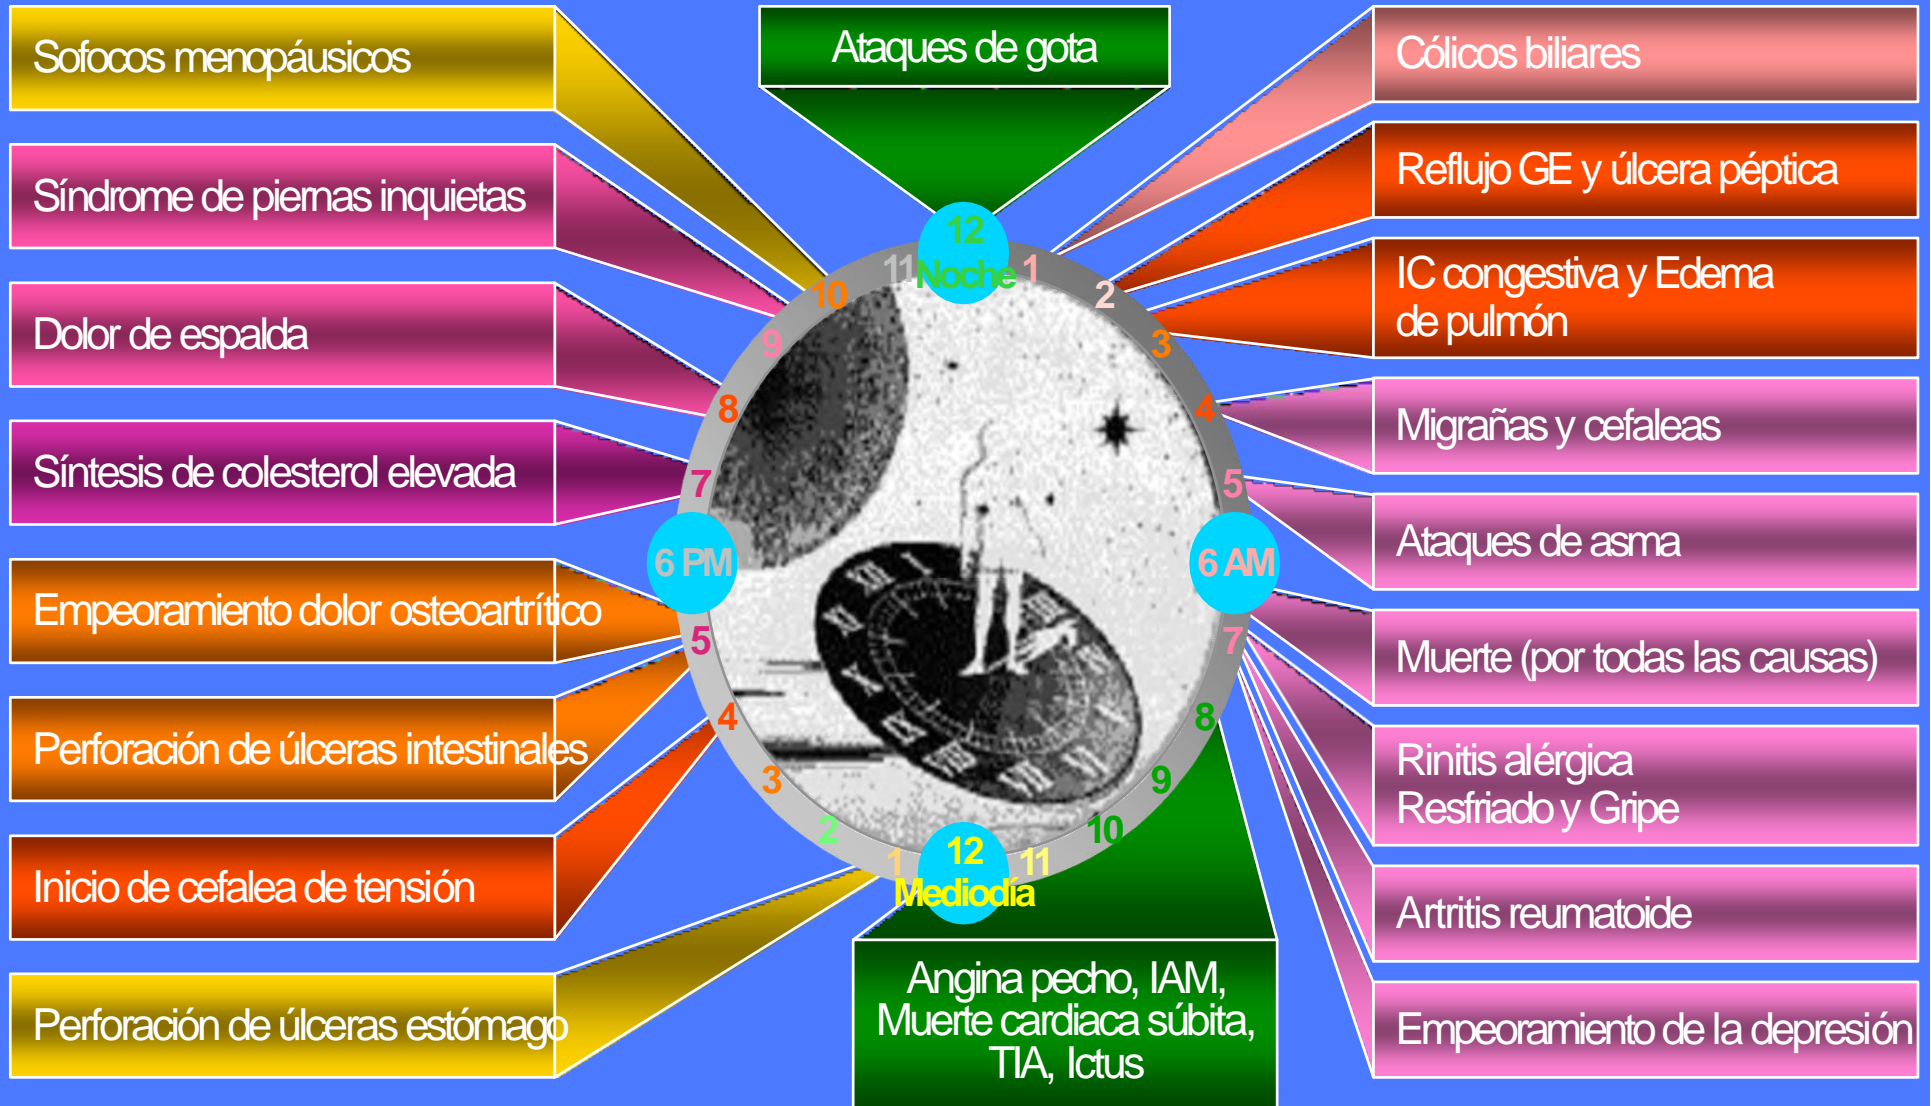 Sofocos menopáusicos
Síndrome de piernas inquietas
Dolor de espalda
Síntesis de colesterol elevada
Empeoramiento dolor osteoartrítico
Perforación de úlceras intestinales
Inicio de cefalea de tensión
Perforación de úlceras estómago
Ataques de gota
12
Noche
1
2
3
4
5
6 AM
7
8
9
10
11
12
Mediodía
1
2
3
4
5
6 PM
7
8
9
10
11
Angina pecho, IAM,
Muerte cardiaca súbita,
TIA, Ictus
Cólicos biliares
Reflujo GE y úlcera péptica
IC congestiva y Edema
de pulmón
Migrañas y cefaleas
Ataques de asma
Muerte (por todas las causas)
Rinitis alérgica
Resfriado y Gripe
Artritis reumatoide
Empeoramiento de la depresión